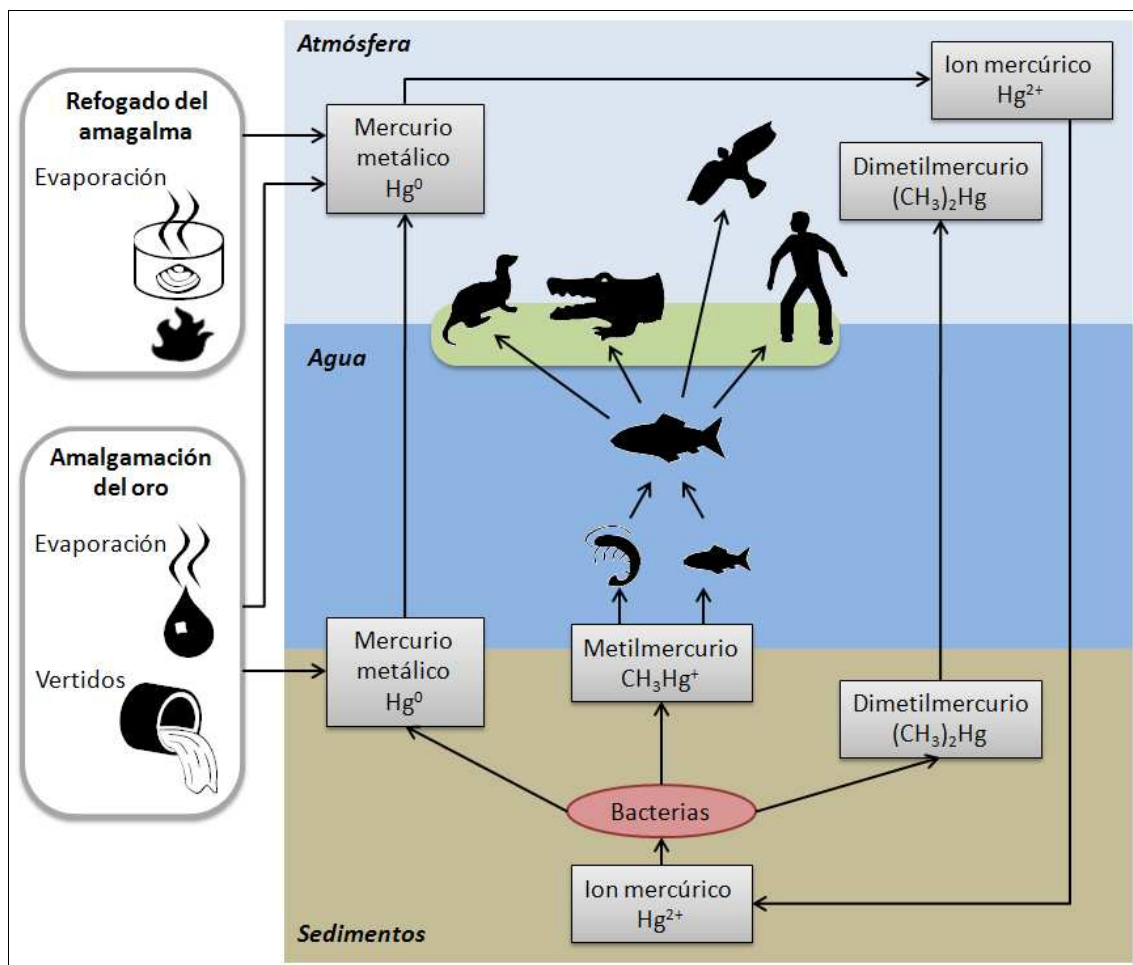 Refogado del
amagalma
Evaporación
Amalgamación
del oro
Evaporación
Vertidos
Atmósfera
Mercurio
metálico
Hg⁰
Ion mercúrico
Hg²⁺
Dimetilmercurio
(CH₃)₂Hg
Agua
Mercurio
metálico
Hg⁰
Metilmercurio
CH₃Hg⁺
Dimetilmercurio
(CH₃)₂Hg
Bacterias
Ion mercúrico
Hg²⁺
Sedimentos